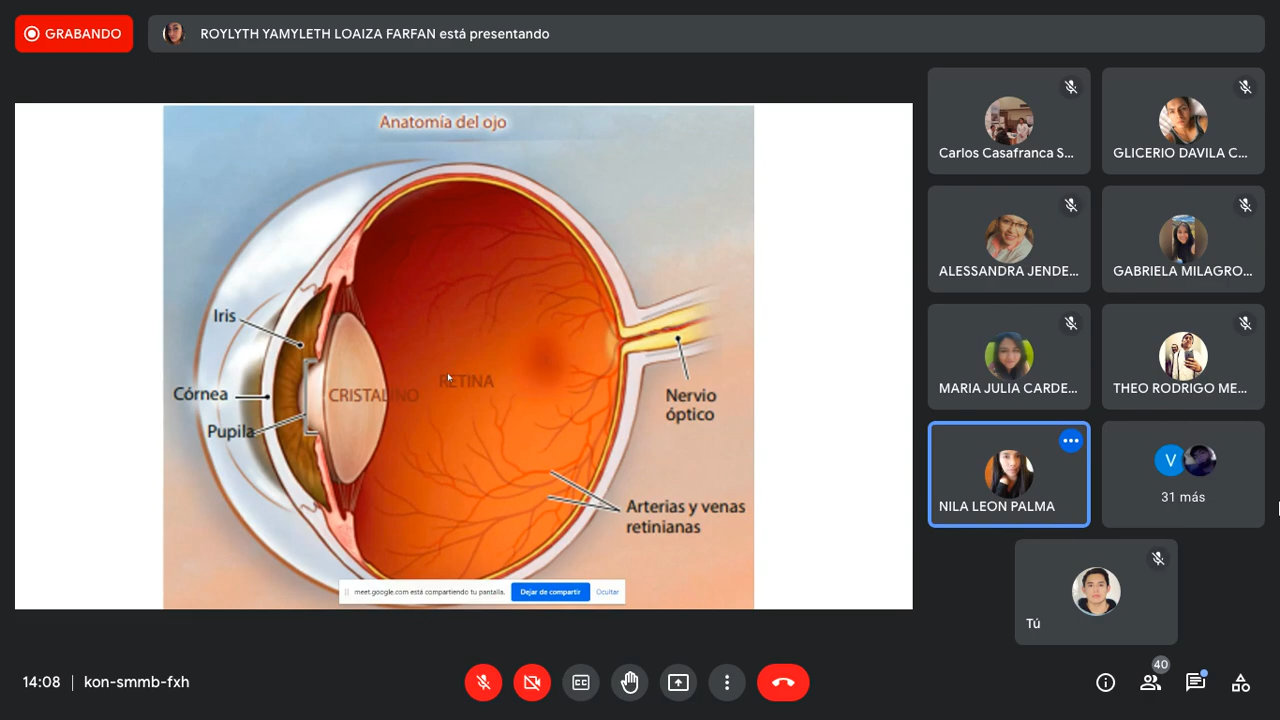 GRABANDO
ROYLYTH YAMYLETH LOAIZA FARFAN está presentando
Anatomía del ojo
Iris
Córnea
Pupila
CRISTALINO
RETINA
Nervio
óptico
Arterias y venas
retinianas
meet.google.com está compartiendo tu pantalla.
Dejar de compartir
Ocultar
Carlos Casafranca S...
GLICERIO DAVILA C...
ALESSANDRA JENDE...
GABRIELA MILAGRO...
MARIA JULIA CARDE...
THEO RODRIGO ME...
NILA LEON PALMA
V
31 más
Tú
14:08 | kon-smmb-fxh
CC
40